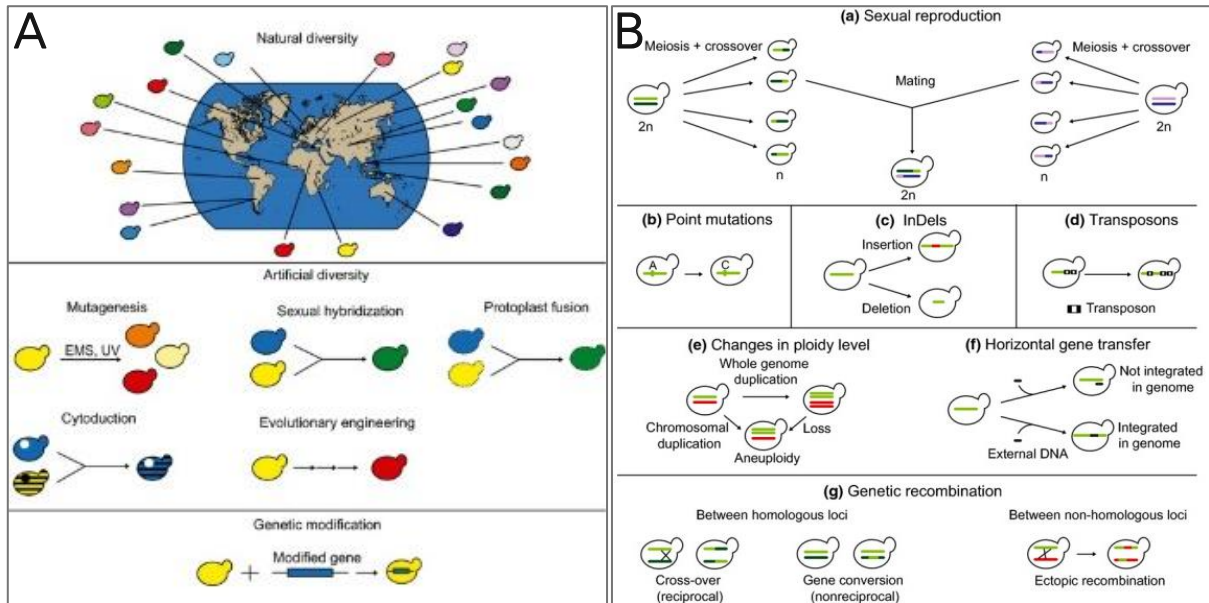 A
Natural diversity
Artificial diversity
Mutagenesis
Sexual hybridization
Protoplast fusion
EMS, UV
Cytoduction
Evolutionary engineering
Genetic modification
Modified gene
+
B
(a) Sexual reproduction
Meiosis + crossover
Meiosis + crossover
Mating
2n
2n
n
n
2n
(b) Point mutations
A
C
(c) InDels
Insertion
Deletion
(d) Transposons
Transposon
(e) Changes in ploidy level
Whole genome
duplication
Chromosomal
duplication
Loss
Aneuploidy
(f) Horizontal gene transfer
Not integrated
in genome
Integrated
in genome
External DNA
(g) Genetic recombination
Between homologous loci
Between non-homologous loci
Cross-over
(reciprocal)
Gene conversion
(nonreciprocal)
Ectopic recombination